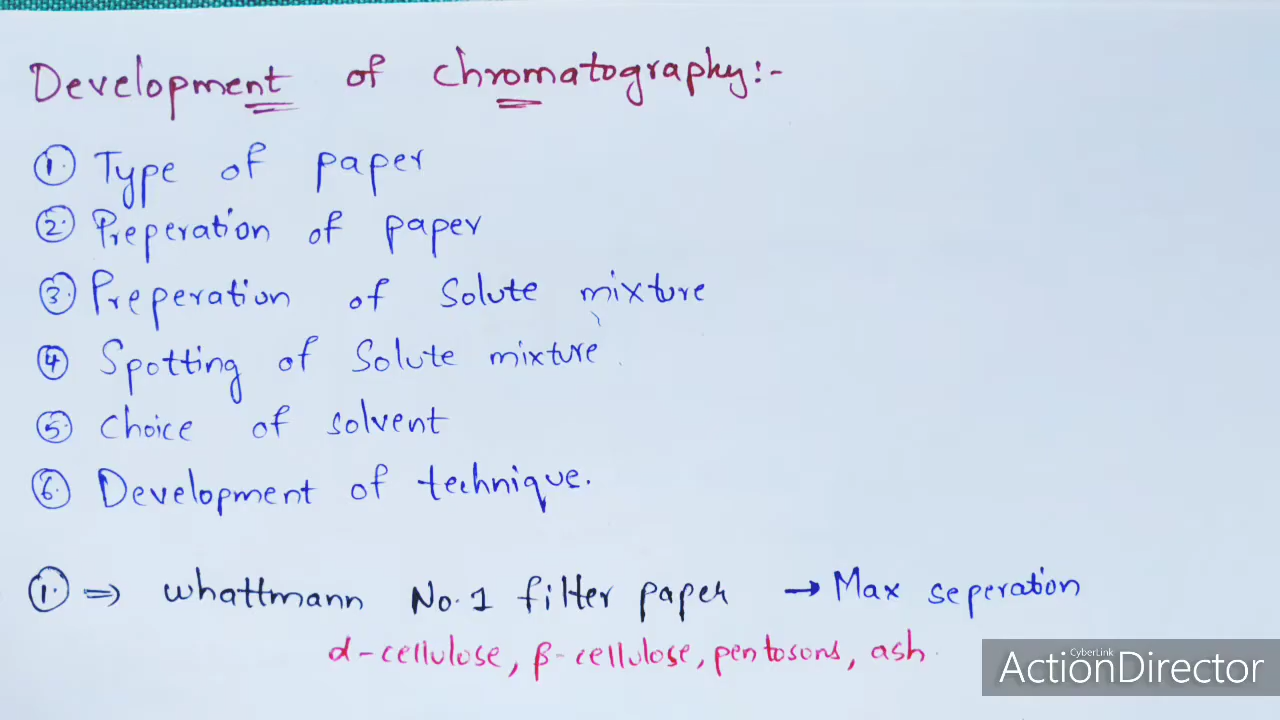 Development of chromatography:-
1. Type of paper
2. Preperation of paper
3. Preperation of Solute mixture
4. Spotting of Solute mixture
5. Choice of solvent
6. Development of technique.
1. ⇒ Whattmann No.1 filter paper → Max seperation
α-cellulose, β-cellulose, pentosons, ash
CyberLink
ActionDirector